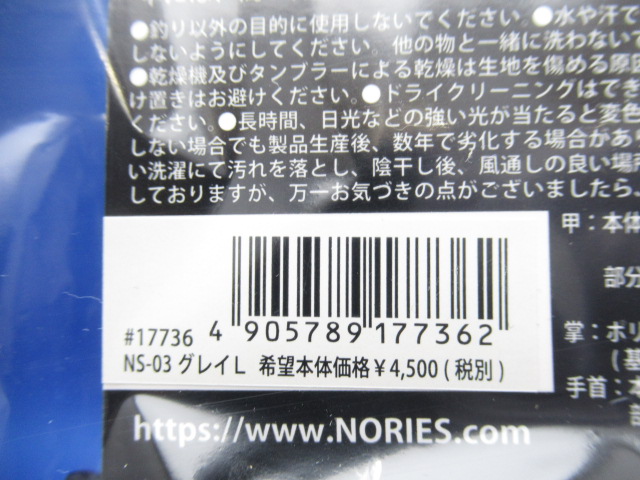 ●釣り以外の目的に使用しないでください。●水や汗で
しないようにしてください。他の物と一緒に洗わないで
●乾燥機及びタンブラーによる乾燥は生地を傷める原因
け置きはお避けください。●ドライクリーニングはでき
ください。●長時間、日光などの強い光が当たると変色
しない場合でも製品生産後、数年で劣化する場合があ
い洗濯にて汚れを落とし、陰干し後、風通しの良い場所
しておりますが、万一お気づきの点がございましたら、
甲：本体
部分
#17736
4 905789 177362
NS-03 グレイ L 希望本体価格￥4,500 ( 税別 )
掌：ポリ
(基
手首：
https://www.NORIES.com